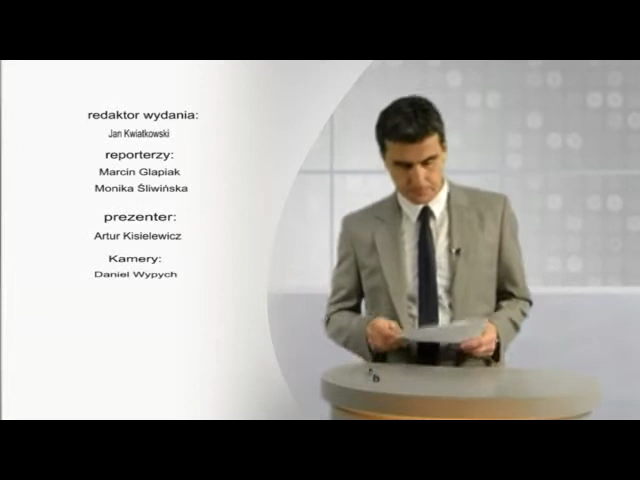 redaktor wydania:
Jan Kwiatkowski
reporterzy:
Marcin Glapiak
Monika Śliwińska
prezenter:
Artur Kisielewicz
Kamery:
Daniel Wypych